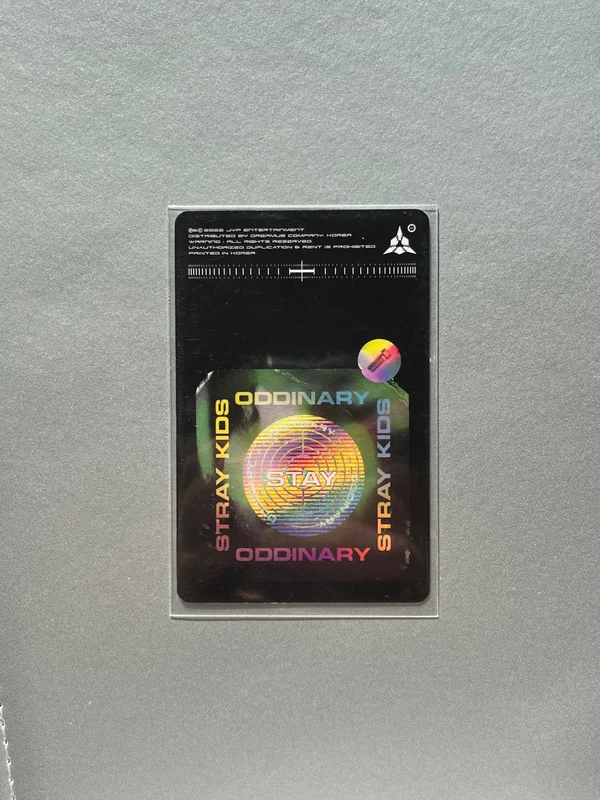 ℗&© 2022 JYP ENTERTAINMENT
DISTRIBUTED BY DREAMUS COMPANY. KOREA
WARNING : ALL RIGHTS RESERVED.
UNAUTHORIZED DUPLICATION & RENT IS PROHIBITED.
PRINTED IN KOREA
ODDINARY
STRAY KIDS
STAY
STRAY KIDS
ODDINARY